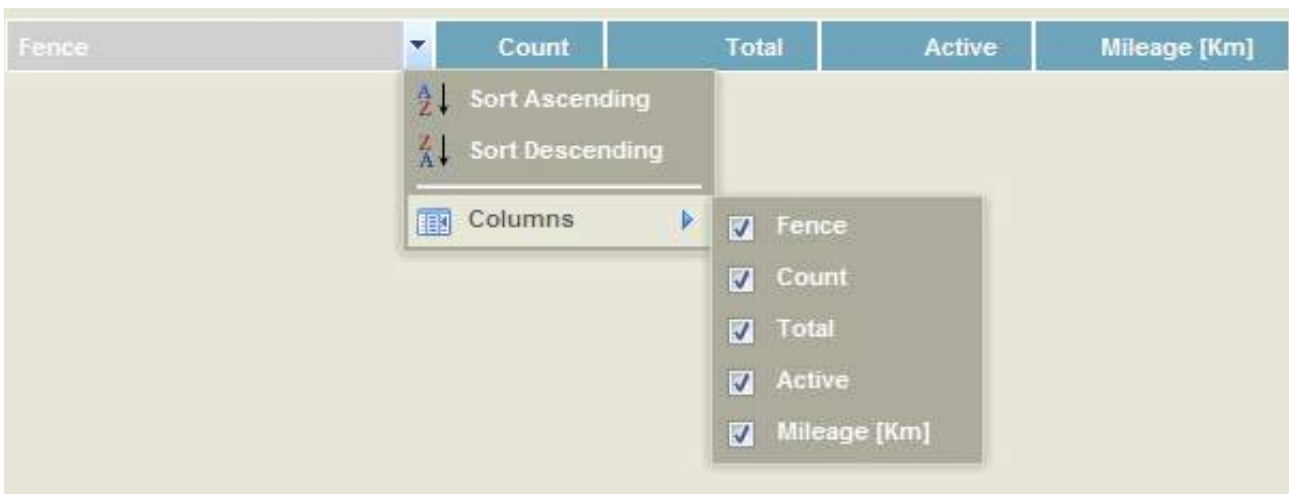 Fence Count Total Active Mileage [Km]
Sort Ascending
Sort Descending
Columns
Fence
Count
Total
Active
Mileage [Km]